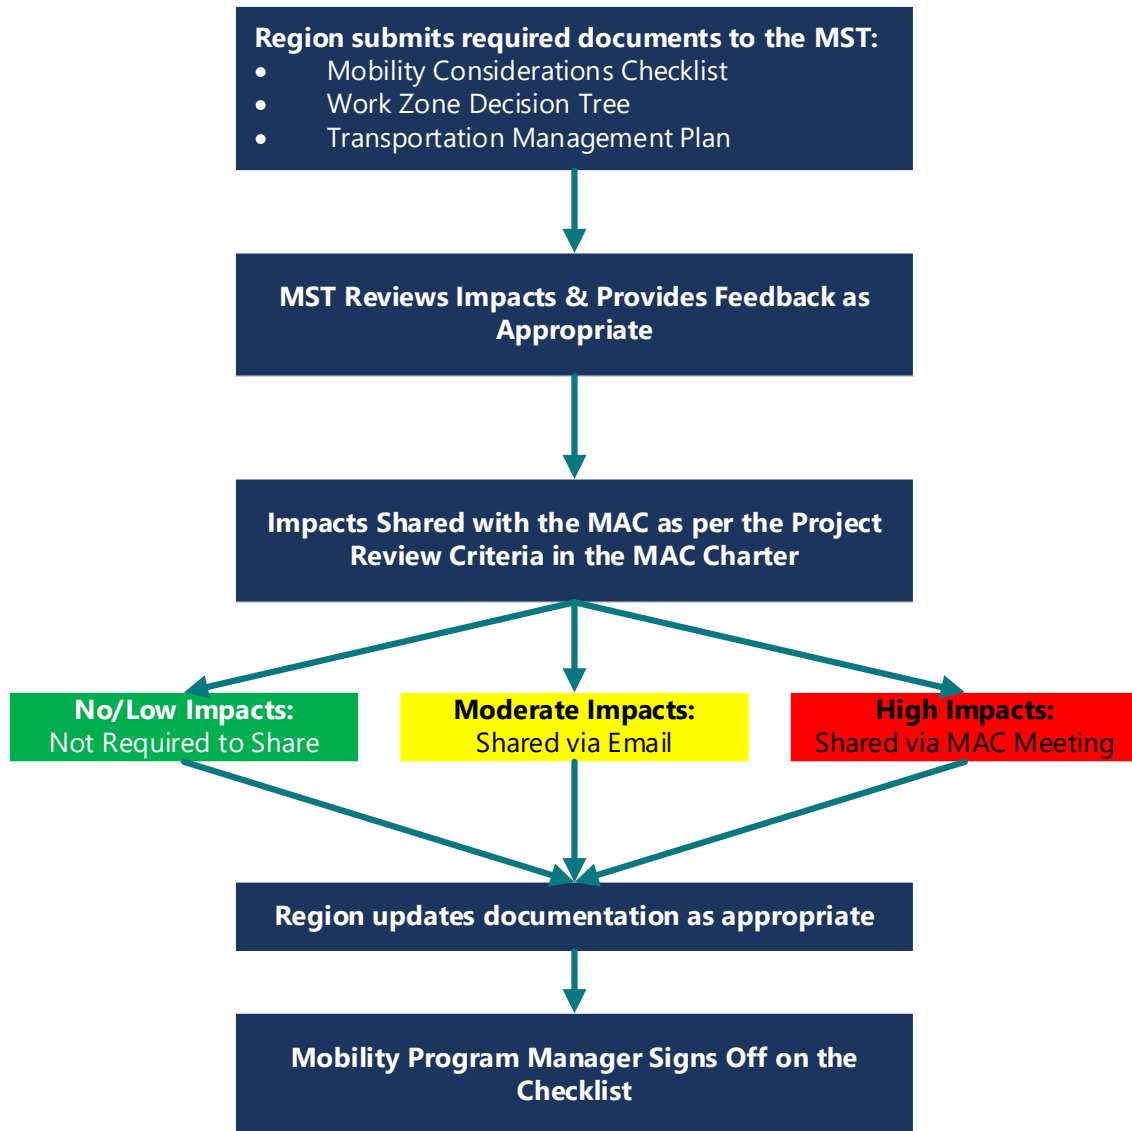 Region submits required documents to the MST:
• Mobility Considerations Checklist
• Work Zone Decision Tree
• Transportation Management Plan
MST Reviews Impacts & Provides Feedback as
Appropriate
Impacts Shared with the MAC as per the Project
Review Criteria in the MAC Charter
No/Low Impacts:
Not Required to Share
Moderate Impacts:
Shared via Email
High Impacts:
Shared via MAC Meeting
Region updates documentation as appropriate
Mobility Program Manager Signs Off on the
Checklist